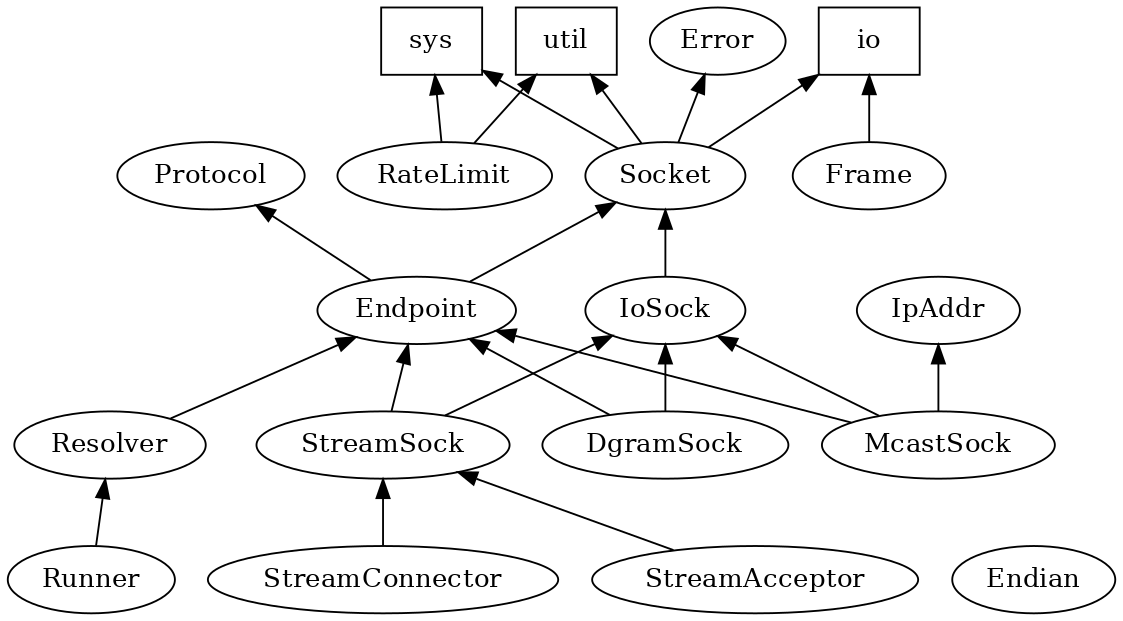 sys
util
Error
io
Protocol
RateLimit
Socket
Frame
Endpoint
IoSock
IpAddr
Resolver
StreamSock
DgramSock
McastSock
Runner
StreamConnector
StreamAcceptor
Endian